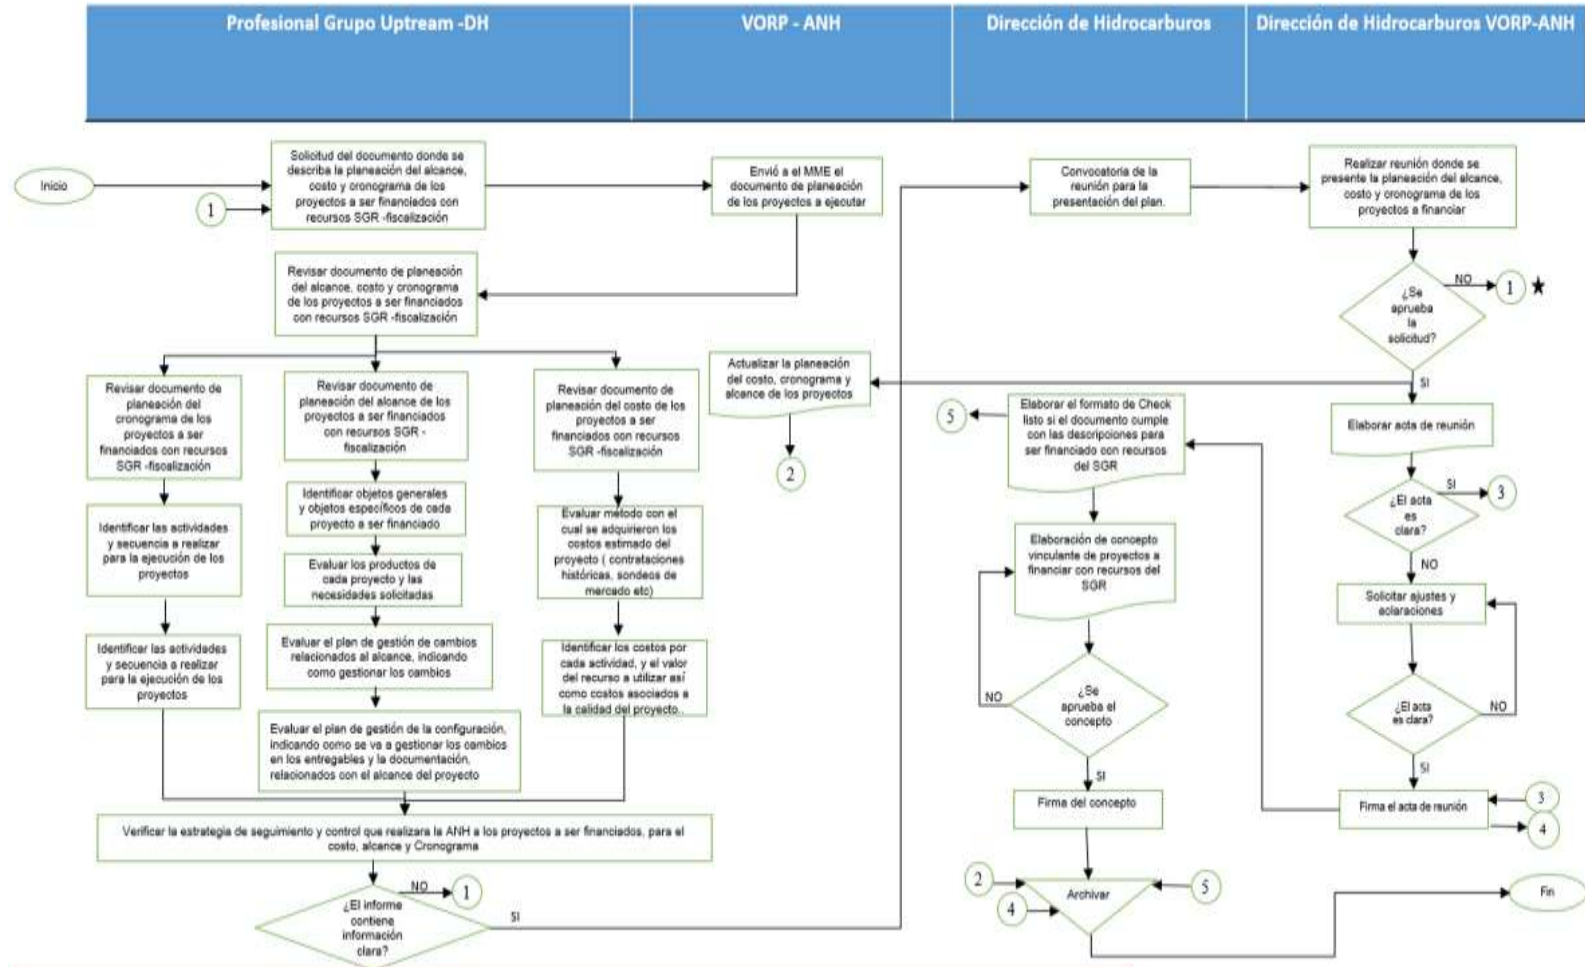 Profesional Grupo Uptream -DH
VORP - ANH
Dirección de Hidrocarburos
Dirección de Hidrocarburos VORP-ANH
Inicio
Solicitud del documento donde se
describa la planeación del alcance,
costo y cronograma de los
proyectos a ser financiados con
recursos SGR -fiscalización
1
Envió a el MME el
documento de planeación
de los proyectos a ejecutar
Convocatoria de la
reunión para la
presentación del plan.
Realizar reunión donde se
presente la planeación del alcance,
costo y cronograma de los
proyectos a financiar
Revisar documento de planeación
del alcance, costo y cronograma
de los proyectos a ser financiados
con recursos SGR -fiscalización
¿Se
aprueba
la
solicitud?
NO
1
SI
Revisar documento de
planeación del
cronograma de los
proyectos a ser
financiados con recursos
SGR -fiscalización
Revisar documento de
planeación del alcance de los
proyectos a ser financiados
con recursos SGR -
fiscalización
Revisar documento de
planeación del costo de los
proyectos a ser
financiados con recursos
SGR -fiscalización
Actualizar la planeación
del costo, cronograma y
alcance de los proyectos
2
5
Elaborar el formato de Check
listo si el documento cumple
con las descripciones para
ser financiado con recursos
del SGR
Elaborar acta de reunión
¿El acta
es
clara?
SI
3
NO
Identificar las actividades
y secuencia a realizar
para la ejecución de los
proyectos
Identificar objetos generales
y objetos específicos de cada
proyecto a ser financiado
Evaluar los productos de
cada proyecto y las
necesidades solicitadas
Evaluar método con el
cual se adquirieron los
costos estimado del
proyecto ( contrataciones
históricas, sondeos de
mercado etc)
Elaboración de concepto
vinculante de proyectos a
financiar con recursos del
SGR
Solicitar ajustes y
aclaraciones
Identificar las actividades
y secuencia a realizar
para la ejecución de los
proyectos
Evaluar el plan de gestión de cambios
relacionados al alcance, indicando
como gestionar los cambios
Identificar los costos por
cada actividad, y el valor
del recurso a utilizar así
como costos asociados a
la calidad del proyecto..
¿Se
aprueba el
concepto
NO
SI
¿El acta
es clara?
NO
SI
Evaluar el plan de gestión de la configuración,
indicando como se va a gestionar los cambios
en los entregables y la documentación,
relacionados con el alcance del proyecto
Firma del concepto
Firma el acta de reunión
3
4
Verificar la estrategia de seguimiento y control que realizara la ANH a los proyectos a ser financiados, para el
costo, alcance y Cronograma
¿El informe
contiene
información
clara?
NO
1
SI
2
4
Archivar
5
Fin